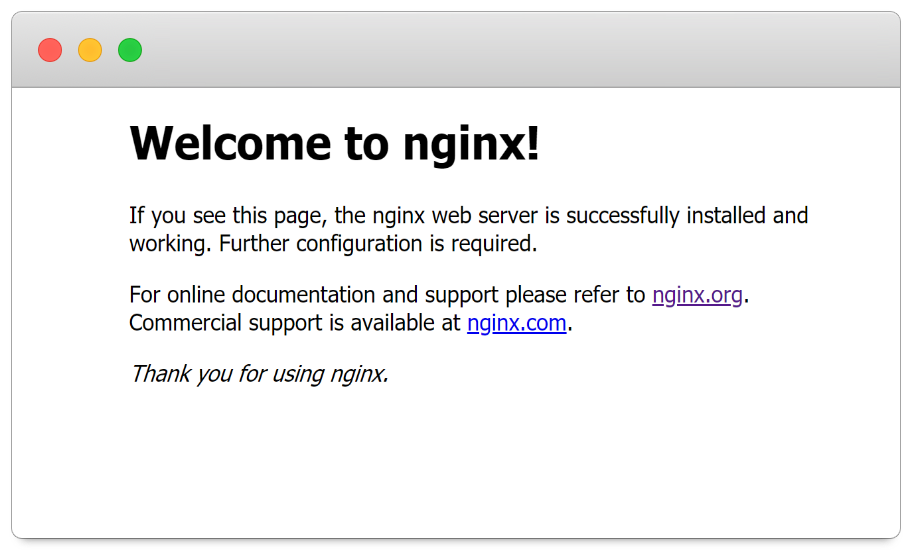 Welcome to nginx!
If you see this page, the nginx web server is successfully installed and
working. Further configuration is required.
For online documentation and support please refer to nginx.org.
Commercial support is available at nginx.com.
Thank you for using nginx.